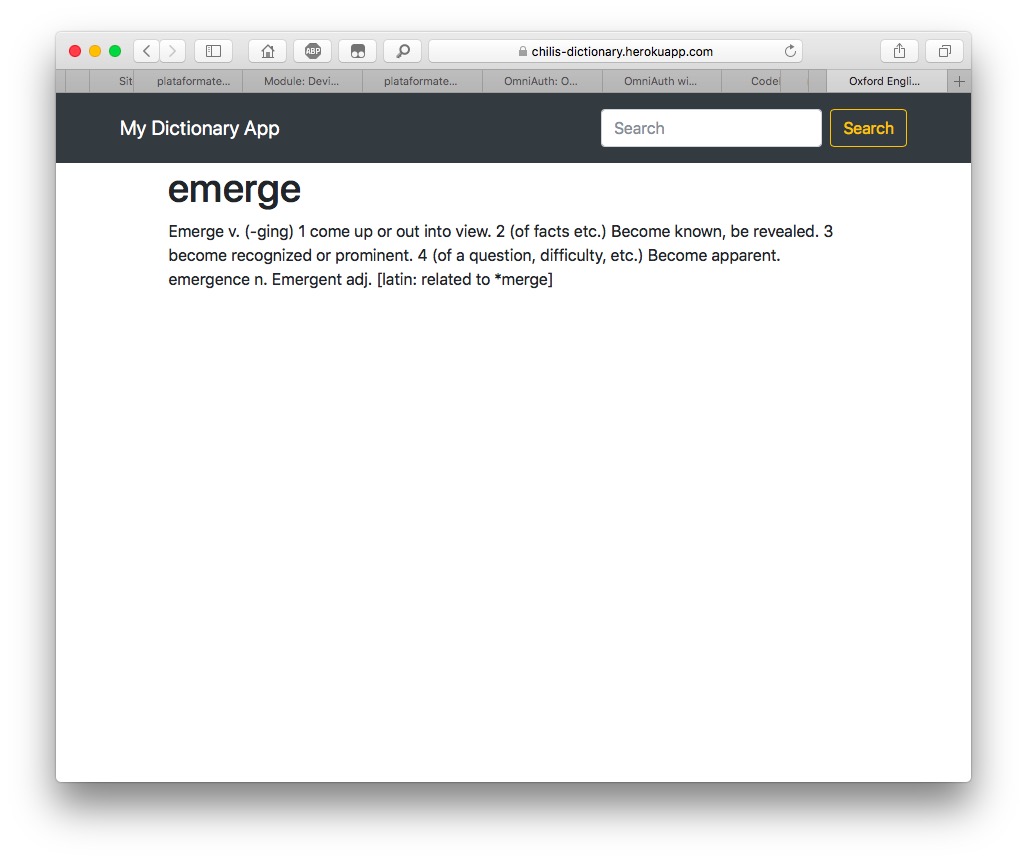 ABP
chilis-dictionary.herokuapp.com
Sit plataformate... Module: Devi... plataformate... OmniAuth: O... OmniAuth wi... Codel Oxford Engli...
My Dictionary App Search Search
emerge
Emerge v. (-ging) 1 come up or out into view. 2 (of facts etc.) Become known, be revealed. 3
become recognized or prominent. 4 (of a question, difficulty, etc.) Become apparent.
emergence n. Emergent adj. [latin: related to *merge]